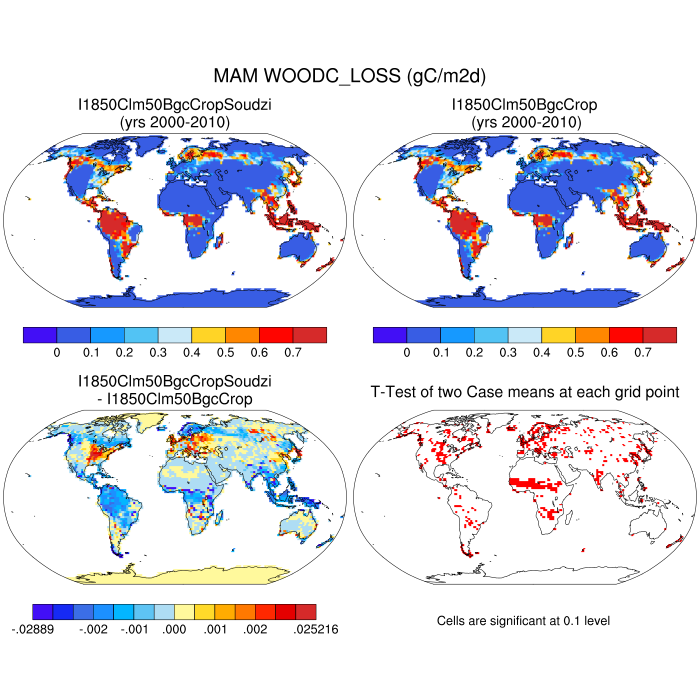 MAM WOODC_LOSS (gC/m2d)
I1850Clm50BgcCropSoudzi
(yrs 2000-2010)
I1850Clm50BgcCrop
(yrs 2000-2010)
0 0.1 0.2 0.3 0.4 0.5 0.6 0.7
0 0.1 0.2 0.3 0.4 0.5 0.6 0.7
I1850Clm50BgcCropSoudzi
- I1850Clm50BgcCrop
T-Test of two Case means at each grid point
-.02889 -.002 -.001 .000 .001 .002 .025216
Cells are significant at 0.1 level